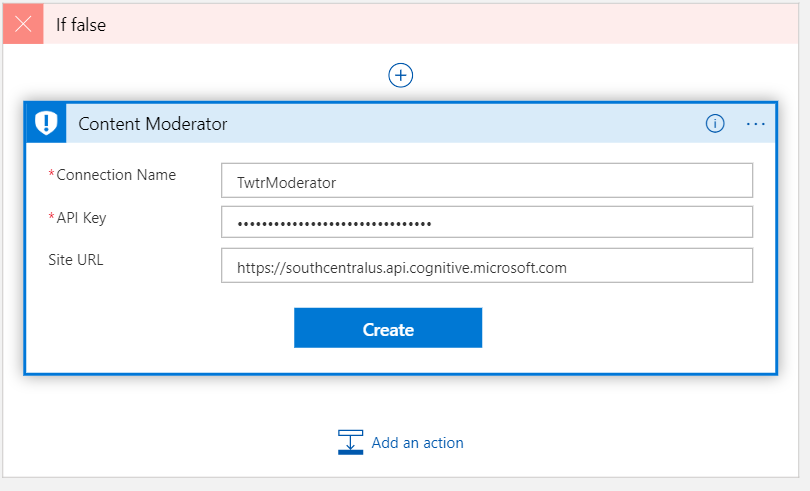 If false
Content Moderator
*Connection Name
TwtrModerator
*API Key
••••••••••••••••••••••••••••••••
Site URL
https://southcentralus.api.cognitive.microsoft.com
Create
Add an action